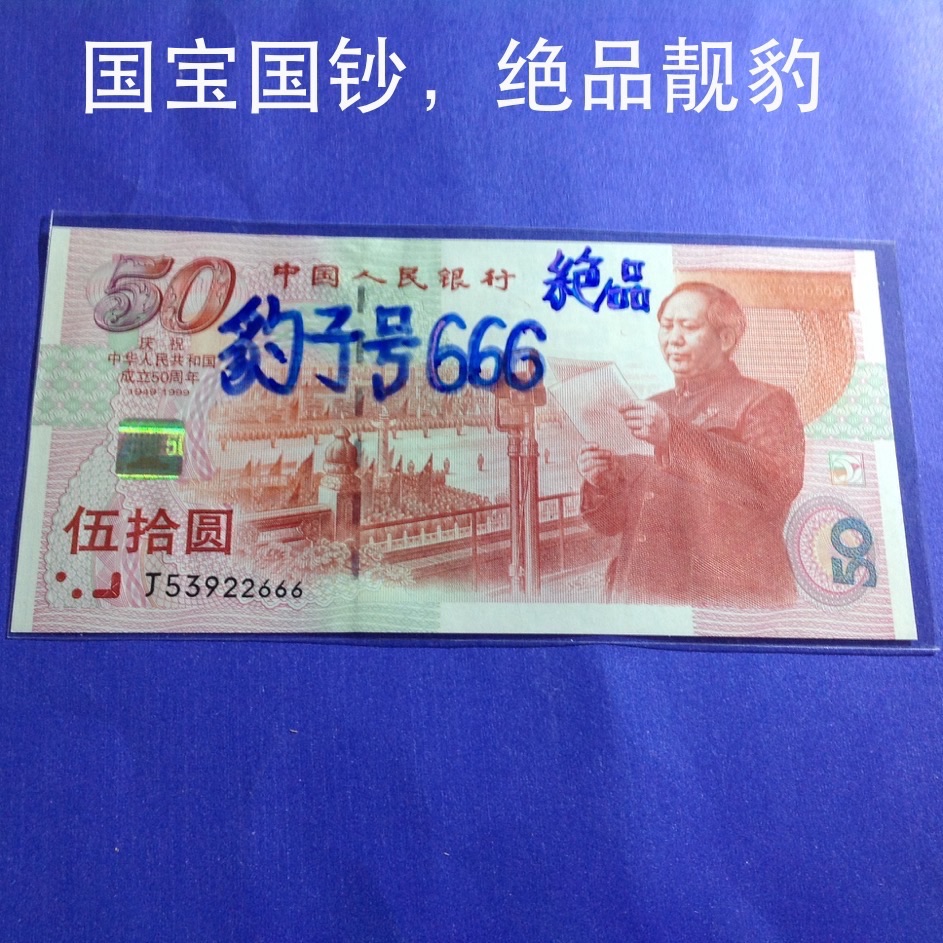 国宝国钞，绝品靓豹
50 中国人民银行 绝品
豹子号666
庆祝
中华人民共和国
成立50周年
1949-1999
50
伍拾圆
J53922666
50